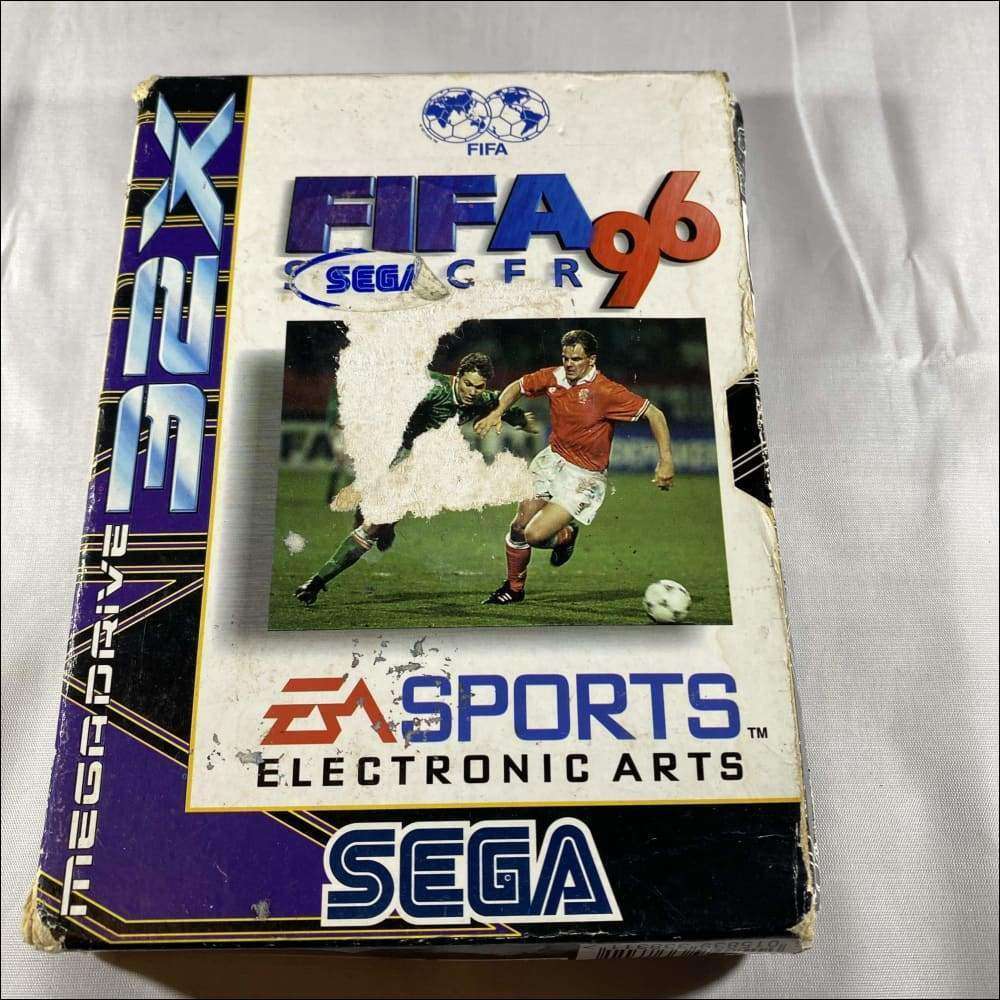 FIFA
FIFA 96
SEGA
MEGADRIVE 32X
EA SPORTS™
ELECTRONIC ARTS
SEGA